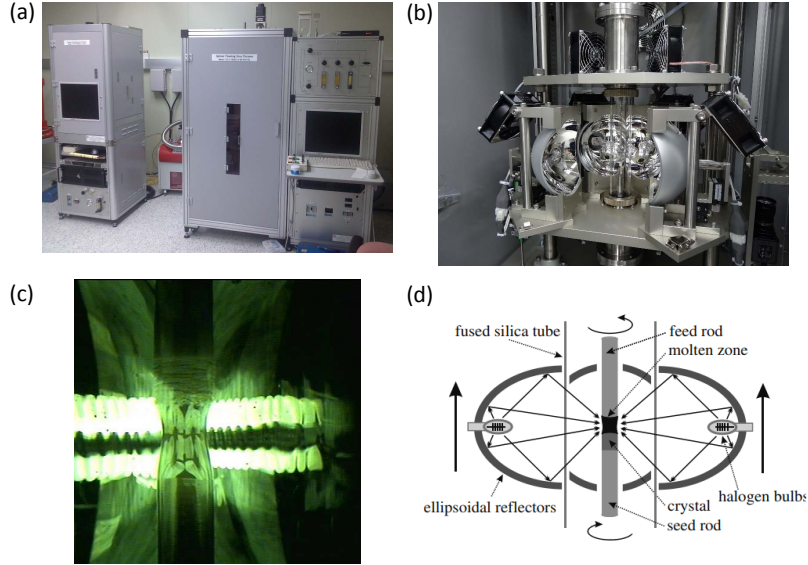 (a)
(b)
(c)
(d)
fused silica tube
feed rod
molten zone
ellipsoidal reflectors
halogen bulbs
crystal
seed rod